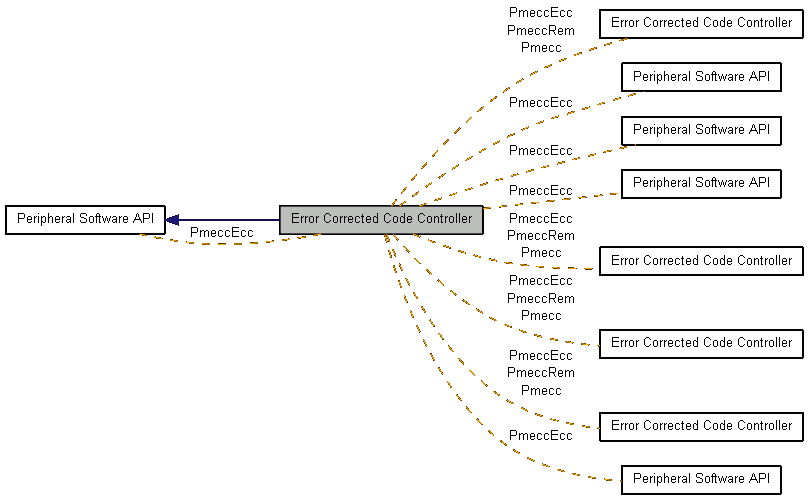 PmeccEcc
PmeccRem
Pmecc
Error Corrected Code Controller
Peripheral Software API
PmeccEcc
Peripheral Software API
PmeccEcc
Peripheral Software API
PmeccEcc
Peripheral Software API
PmeccEcc
Error Corrected Code Controller
PmeccEcc
PmeccRem
Pmecc
Error Corrected Code Controller
PmeccEcc
PmeccRem
Pmecc
Error Corrected Code Controller
PmeccEcc
PmeccRem
Pmecc
Error Corrected Code Controller
PmeccEcc
Peripheral Software API